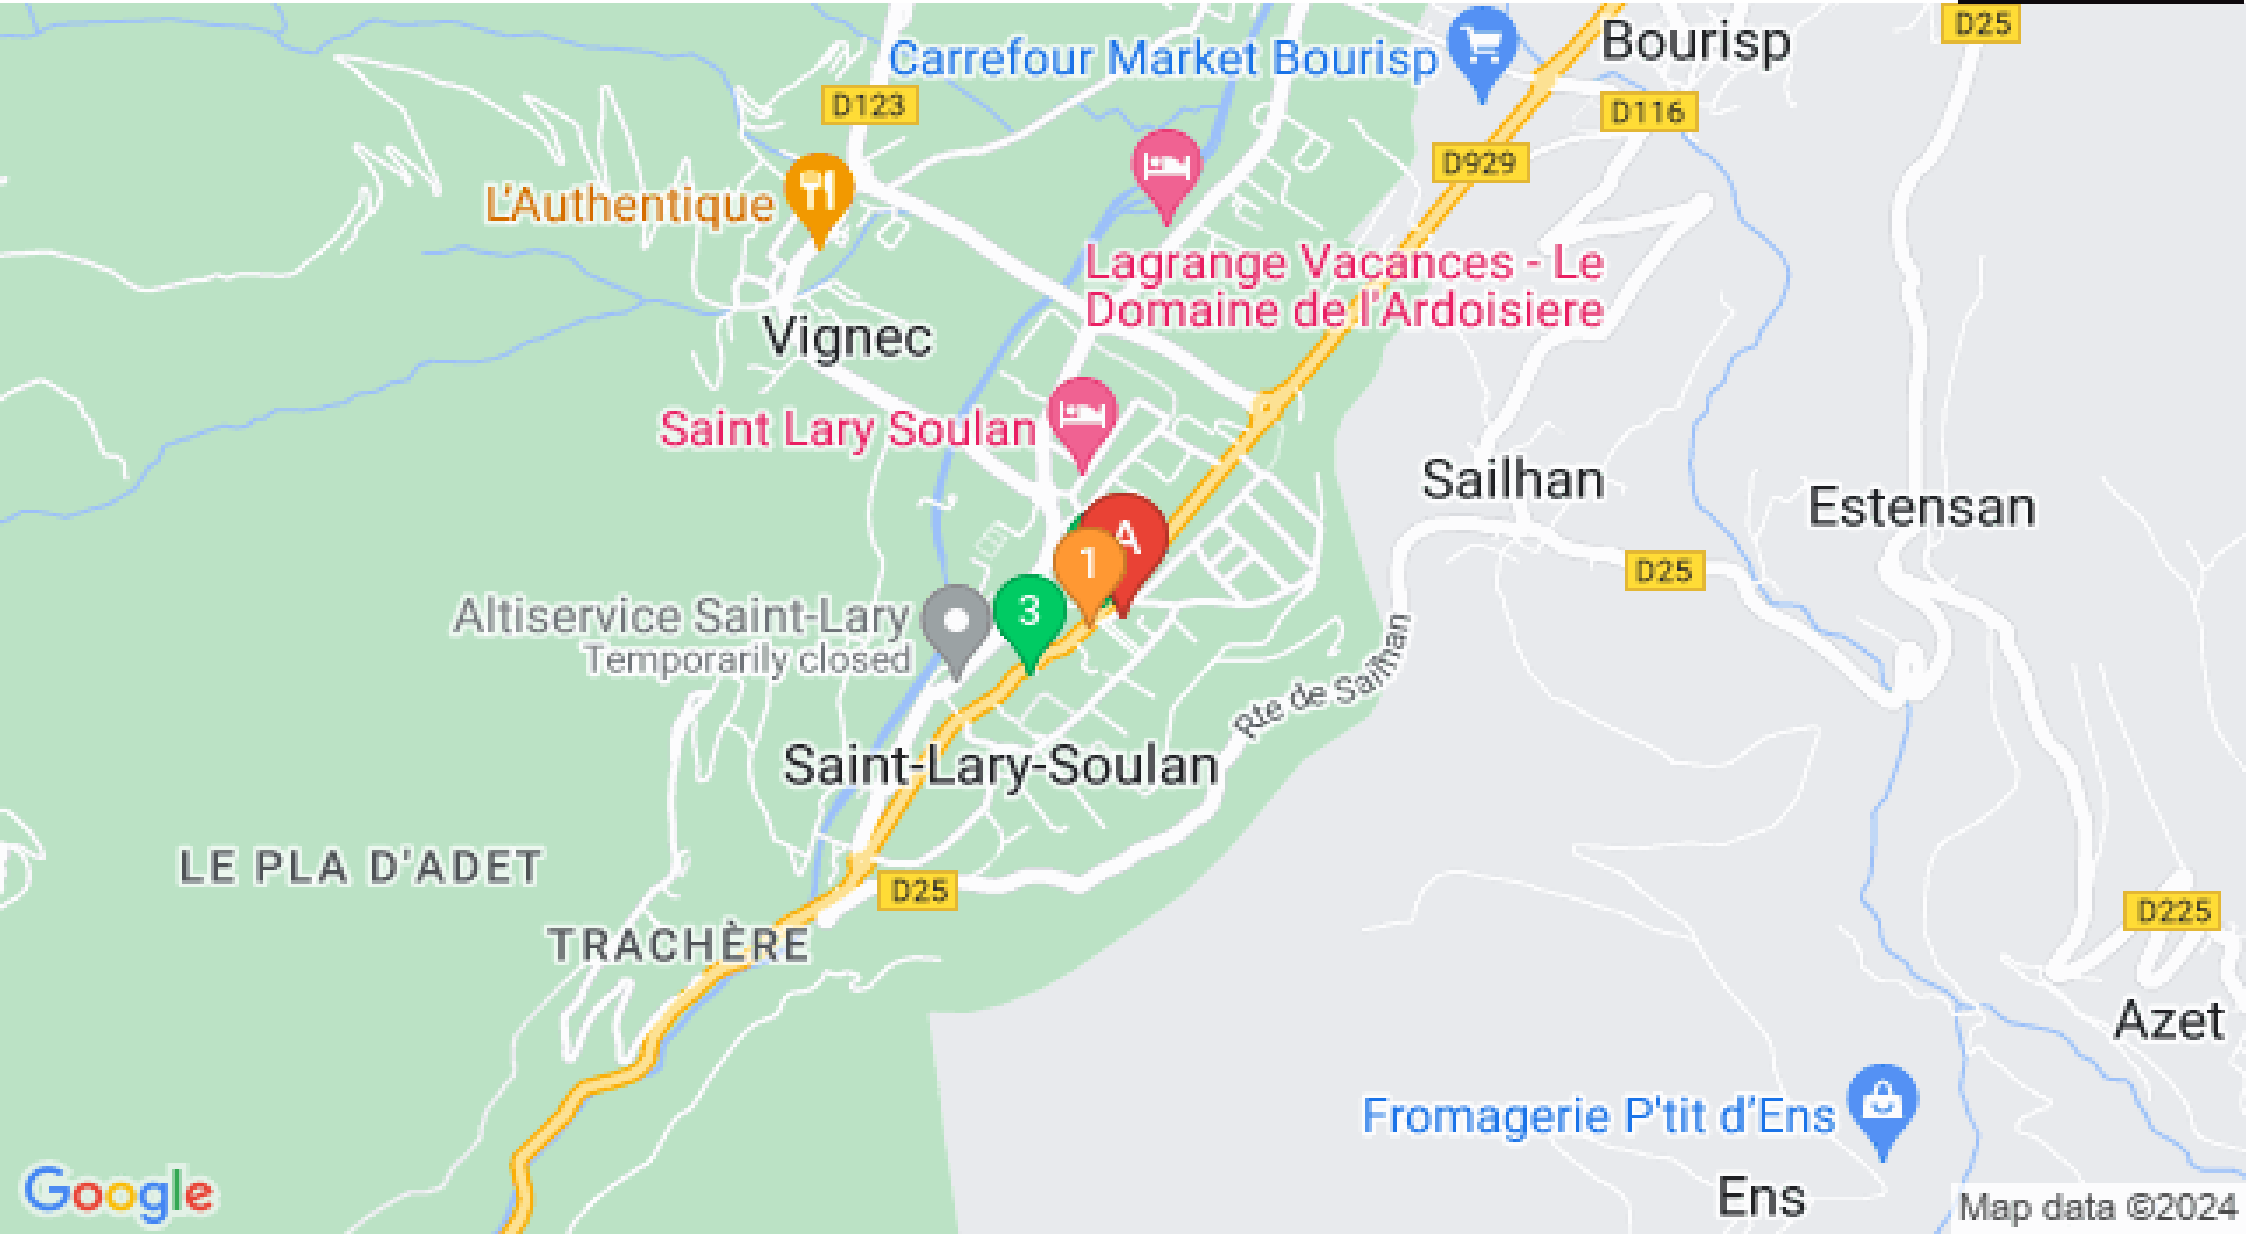 D25
Bourisp
Carrefour Market Bourisp
D123
D116
D929
L'Authentique
Lagrange Vacances - Le
Domaine de l'Ardoisiere
Vignec
Saint Lary Soulan
Sailhan
Estensan
A
1
D25
3
Altiservice Saint-Lary
Temporarily closed
Rte de Sailhan
Saint-Lary-Soulan
LE PLA D'ADET
D25
D225
TRACHÈRE
Azet
Fromagerie P'tit d'Ens
Ens
Google
Map data ©2024